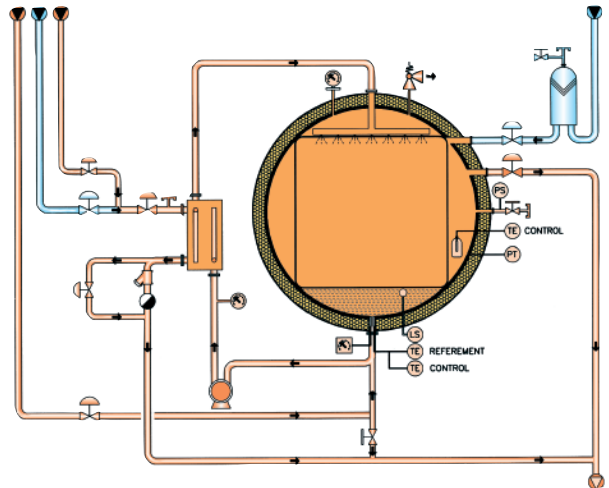 PS
TE CONTROL
PT
LS
TE REFEREMENT
TE CONTROL